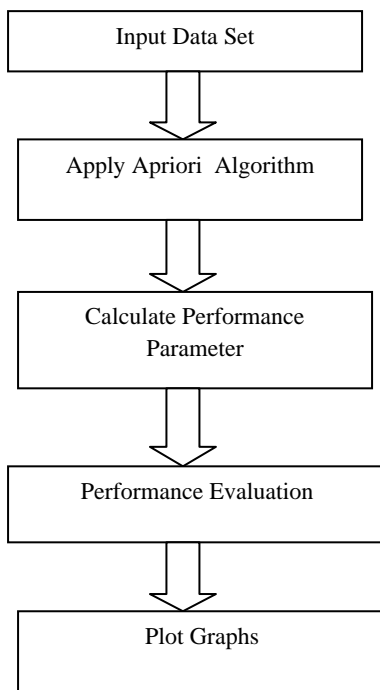 Input Data Set
Apply Apriori Algorithm
Calculate Performance
Parameter
Performance Evaluation
Plot Graphs